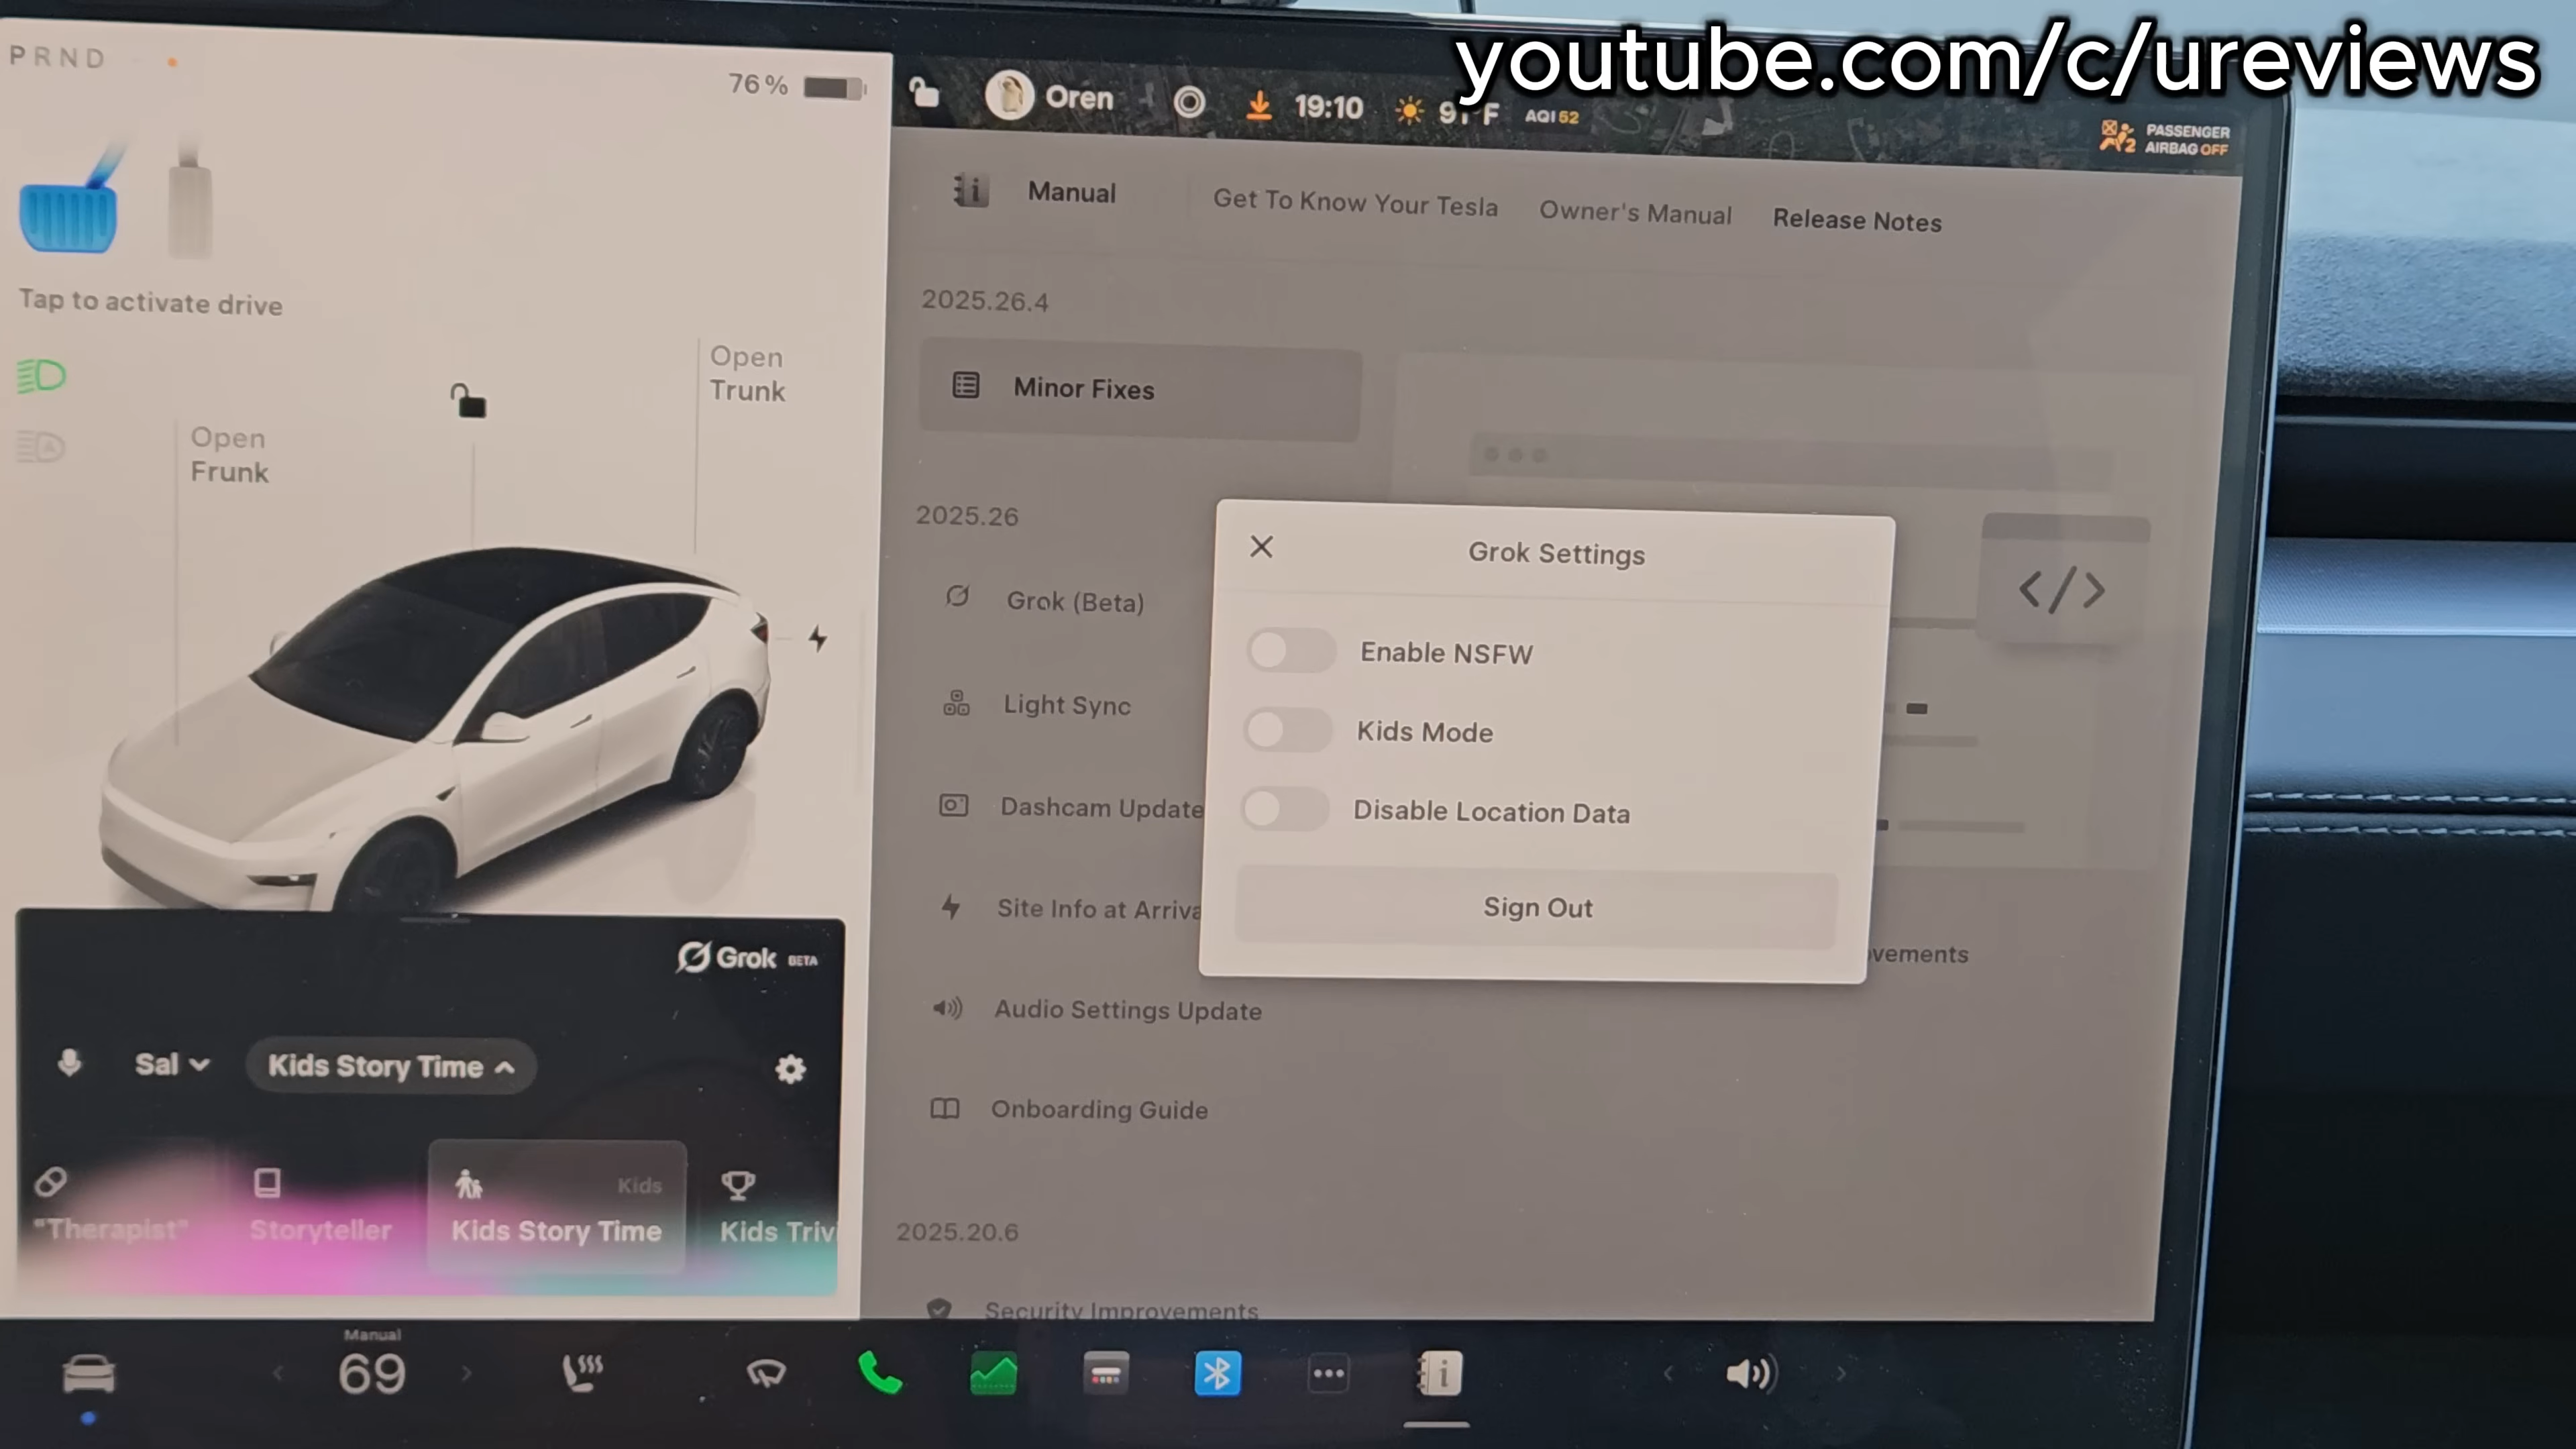 youtube.com/c/ureviews
PRND
76 %
Oren
19:10
AQI 52
PASSENGER
AIRBAG OFF
Tap to activate drive
Open
Trunk
Open
Frunk
Manual
Get To Know Your Tesla
Owner's Manual
Release Notes
2025.26.4
Minor Fixes
2025.26
Grok (Beta)
Light Sync
Dashcam Update
Site Info at Arriva
Audio Settings Update
Onboarding Guide
2025.20.6
Security Improvements
Grok Settings
Enable NSFW
Kids Mode
Disable Location Data
Sign Out
vements
Grok BETA
Sal
Kids Story Time
"Therapist"
Storyteller
Kids
Kids Story Time
Kids Trivi
Manual
69